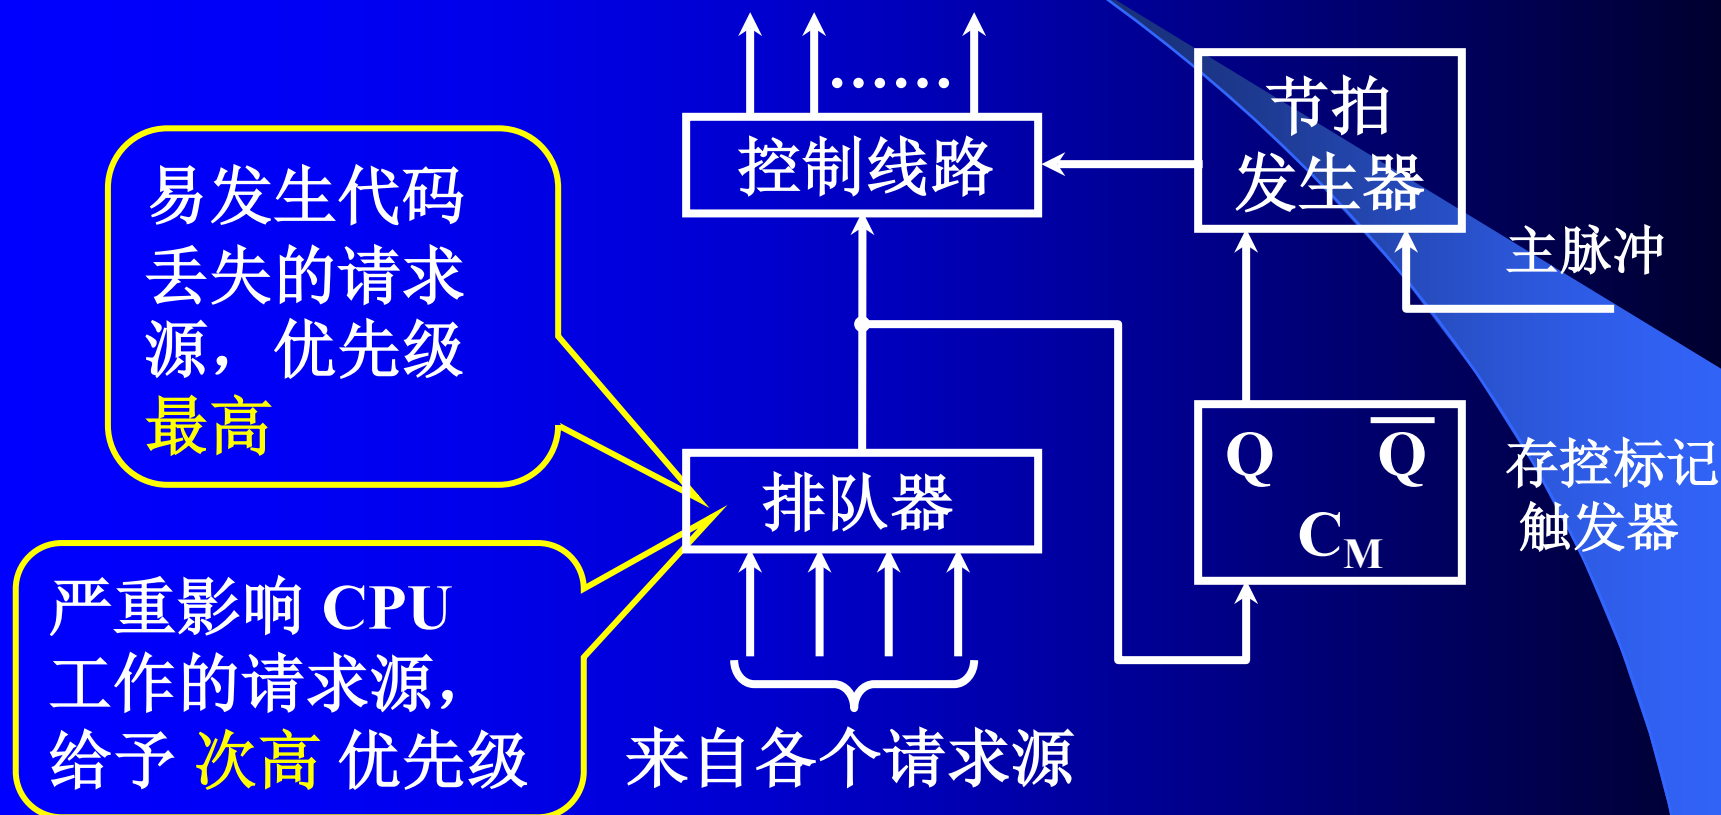 ······
控制线路
节拍
发生器
主脉冲
易发生代码
丢失的请求
源，优先级
最高
排队器
Q Q̅
C_M
存控标记
触发器
严重影响 CPU
工作的请求源，
给予 次高 优先级
来自各个请求源